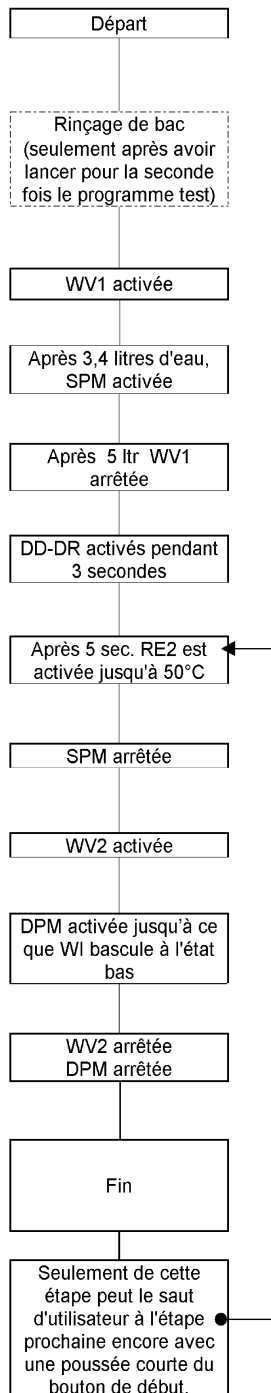 Départ
Rinçage de bac
(seulement après avoir
lancer pour la seconde
fois le programme test)
WV1 activée
Après 3,4 litres d'eau,
SPM activée
Après 5 ltr WV1
arrêtée
DD-DR activés pendant
3 secondes
Après 5 sec. RE2 est
activée jusqu'à 50°C
SPM arrêtée
WV2 activée
DPM activée jusqu'à ce
que WI bascule à l'état
bas
WV2 arrêtée
DPM arrêtée
Fin
Seulement de cette
étape peut le saut
d'utilisateur à l'étape
prochaine encore avec
une poussée courte du
bouton de début.